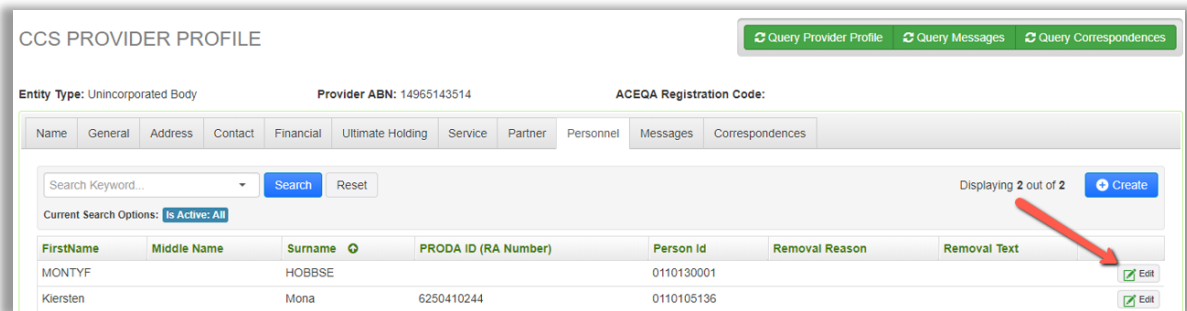 CCS PROVIDER PROFILE
Query Provider Profile Query Messages Query Correspondences
Entity Type: Unincorporated Body Provider ABN: 14965143514 ACEQA Registration Code:
Name General Address Contact Financial Ultimate Holding Service Partner Personnel Messages Correspondences
Search Keyword... Search Reset Displaying 2 out of 2 Create
Current Search Options: Is Active: All
FirstName Middle Name Surname PRODA ID (RA Number) Person Id Removal Reason Removal Text
MONTYF HOBBSE 0110130001 Edit
Kiersten Mona 6250410244 0110105136 Edit